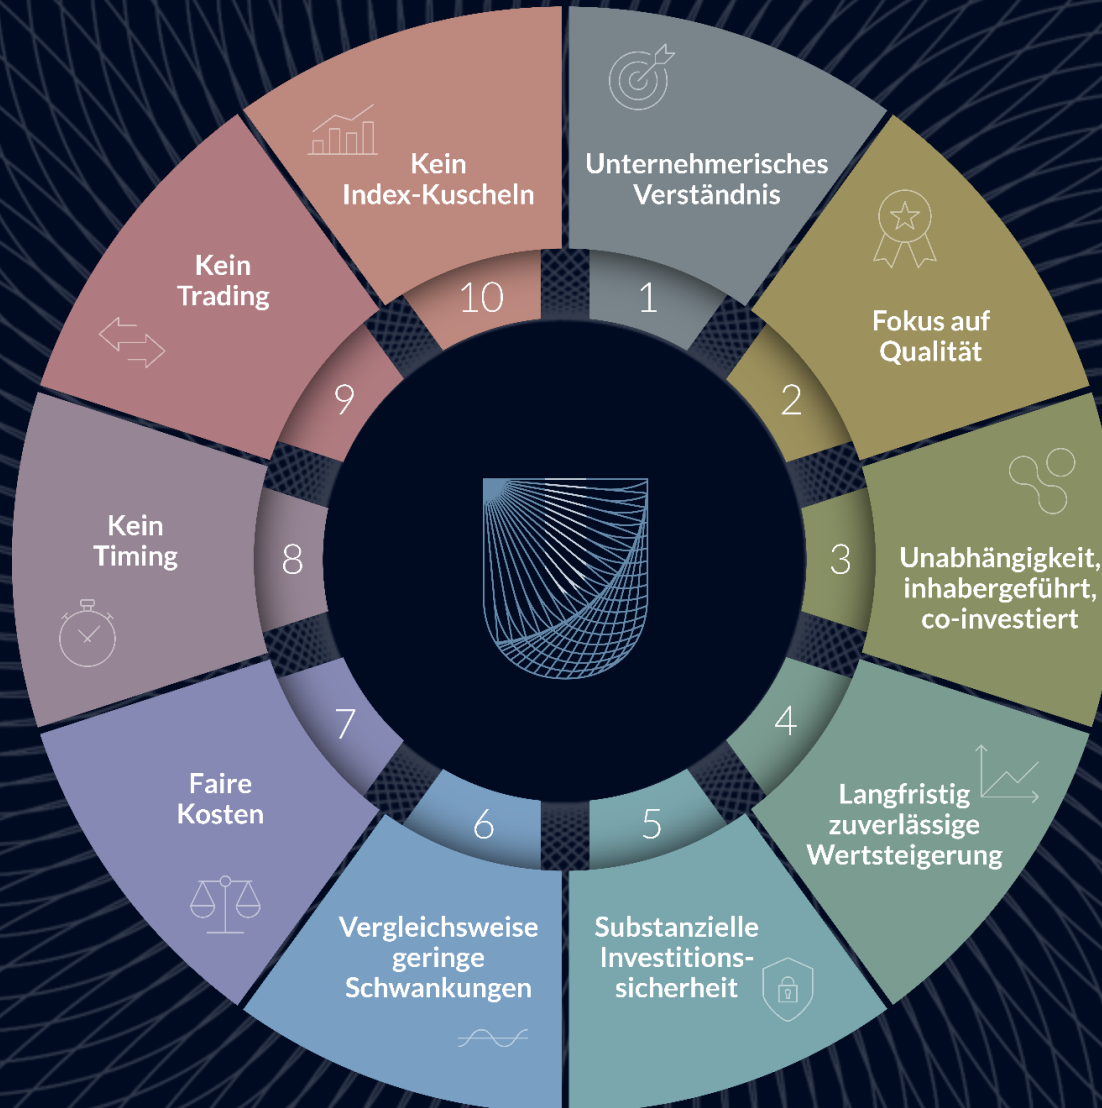 Unternehmerisches
Verständnis
1
Fokus auf
Qualität
2
Unabhängigkeit,
inhabergeführt,
co-investiert
3
Langfristig
zuverlässige
Wertsteigerung
4
Substanzielle
Investitions-
sicherheit
5
Vergleichsweise
geringe
Schwankungen
6
Faire
Kosten
7
Kein
Timing
8
Kein
Trading
9
Kein
Index-Kuscheln
10